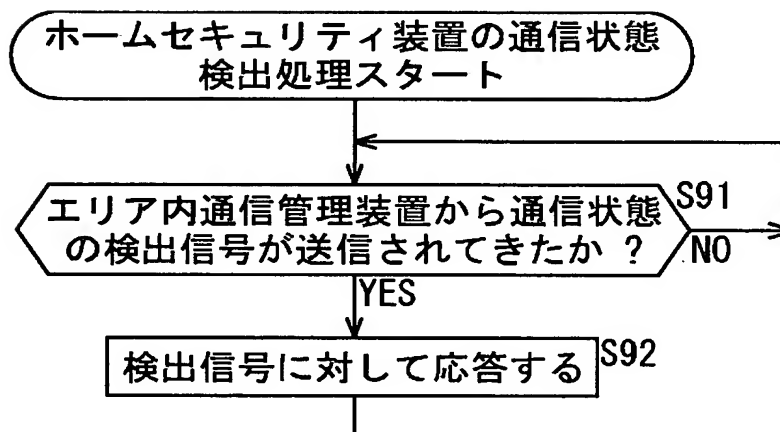 ホームセキュリティ装置の通信状態
検出処理スタート
エリア内通信管理装置から通信状態
の検出信号が送信されてきたか ?
S91
NO
YES
検出信号に対して応答する
S92